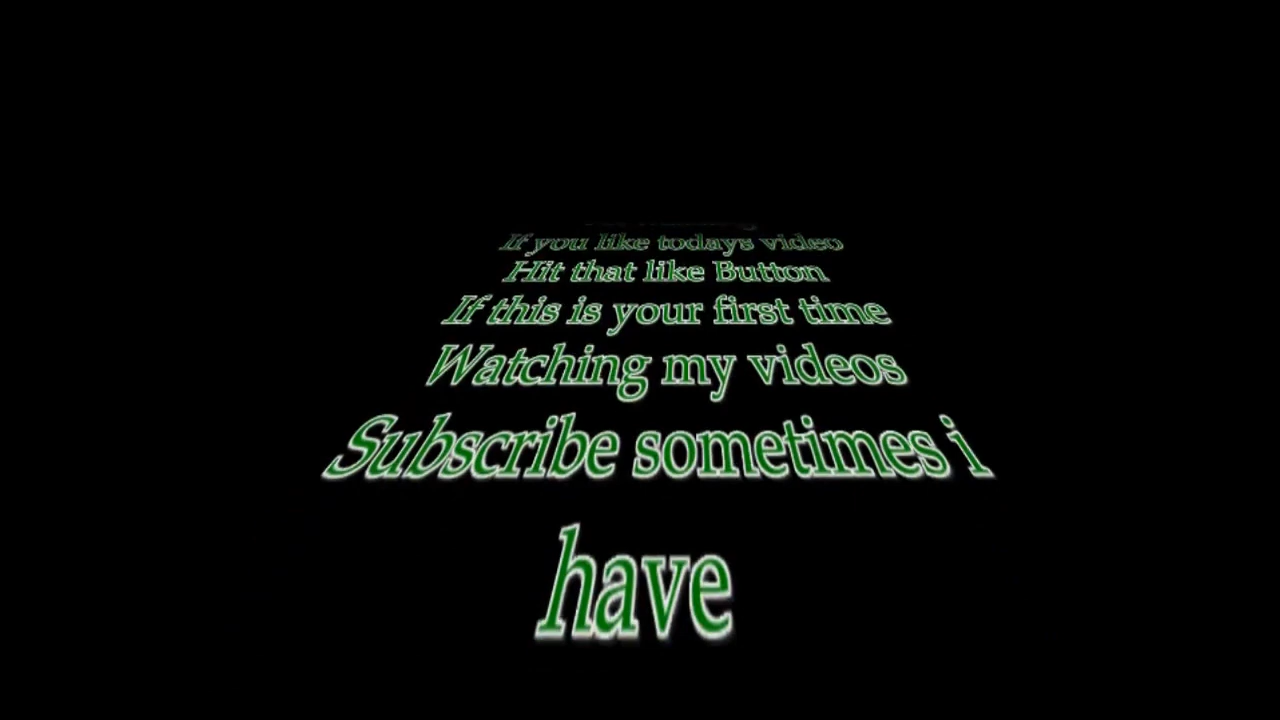 If you like todays video
Hit that like Button
If this is your first time
Watching my videos
Subscribe sometimes i
have